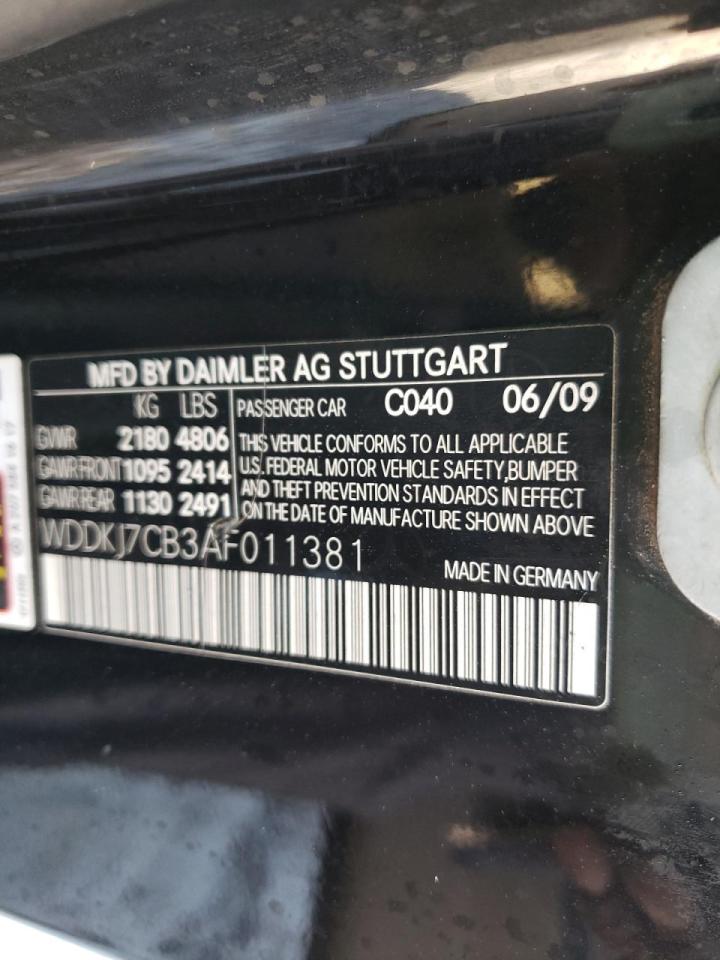 MFD BY DAIMLER AG STUTTGART
KG LBS
GVWR 2180 4806
GAWR FRONT 1095 2414
GAWR REAR 1130 2491
PASSENGER CAR C040 06/09
THIS VEHICLE CONFORMS TO ALL APPLICABLE
U.S. FEDERAL MOTOR VEHICLE SAFETY,BUMPER
AND THEFT PREVENTION STANDARDS IN EFFECT
ON THE DATE OF MANUFACTURE SHOWN ABOVE
WDDKJ7CB3AF011381
MADE IN GERMANY